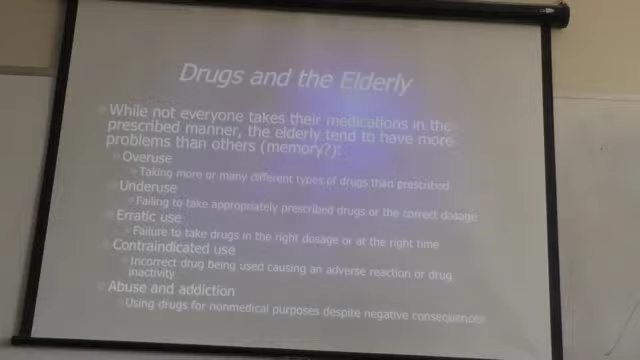 Drugs and the Elderly
While not everyone takes their medications in the
prescribed manner, the elderly tend to have more
problems than others (memory?):
Overuse
Taking more or many different types of drugs than prescribed
Underuse
Failing to take appropriately prescribed drugs or the correct dosage
Erratic use
Failure to take drugs in the right dosage or at the right time
Contraindicated use
Incorrect drug being used causing an adverse reaction or drug
inactivity
Abuse and addiction
Using drugs for nonmedical purposes despite negative consequences